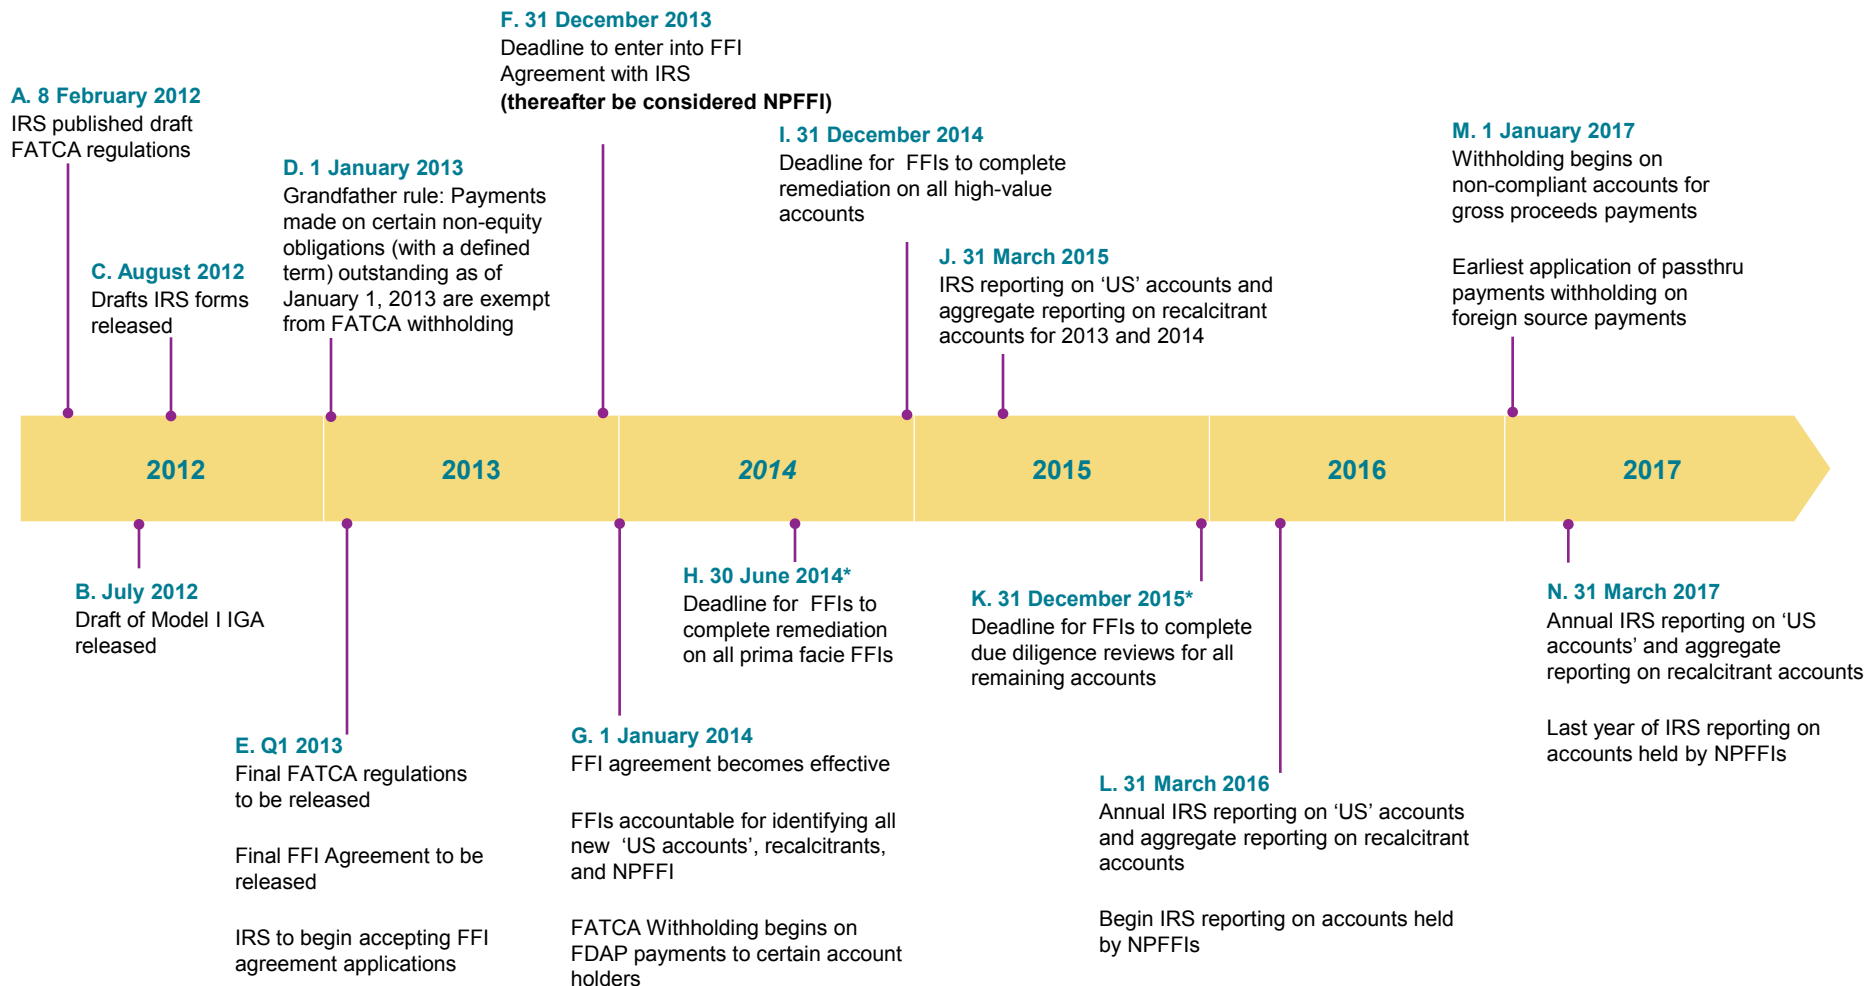 A. 8 February 2012
IRS published draft
FATCA regulations
B. July 2012
Draft of Model I IGA
released
C. August 2012
Drafts IRS forms
released
D. 1 January 2013
Grandfather rule: Payments
made on certain non-equity
obligations (with a defined
term) outstanding as of
January 1, 2013 are exempt
from FATCA withholding
E. Q1 2013
Final FATCA regulations
to be released
Final FFI Agreement to be
released
IRS to begin accepting FFI
agreement applications
F. 31 December 2013
Deadline to enter into FFI
Agreement with IRS
(thereafter be considered NPFFI)
G. 1 January 2014
FFI agreement becomes effective
FFIs accountable for identifying all
new 'US accounts', recalcitrants,
and NPFFI
FATCA Withholding begins on
FDAP payments to certain account
holders
H. 30 June 2014*
Deadline for FFIs to
complete remediation
on all prima facie FFIs
I. 31 December 2014
Deadline for FFIs to complete
remediation on all high-value
accounts
J. 31 March 2015
IRS reporting on 'US' accounts and
aggregate reporting on recalcitrant
accounts for 2013 and 2014
K. 31 December 2015*
Deadline for FFIs to complete
due diligence reviews for all
remaining accounts
L. 31 March 2016
Annual IRS reporting on 'US' accounts
and aggregate reporting on recalcitrant
accounts
Begin IRS reporting on accounts held
by NPFFIs
M. 1 January 2017
Withholding begins on
non-compliant accounts for
gross proceeds payments
Earliest application of passthru
payments withholding on
foreign source payments
N. 31 March 2017
Annual IRS reporting on 'US
accounts' and aggregate
reporting on recalcitrant accounts
Last year of IRS reporting on
accounts held by NPFFIs
2012
2013
2014
2015
2016
2017